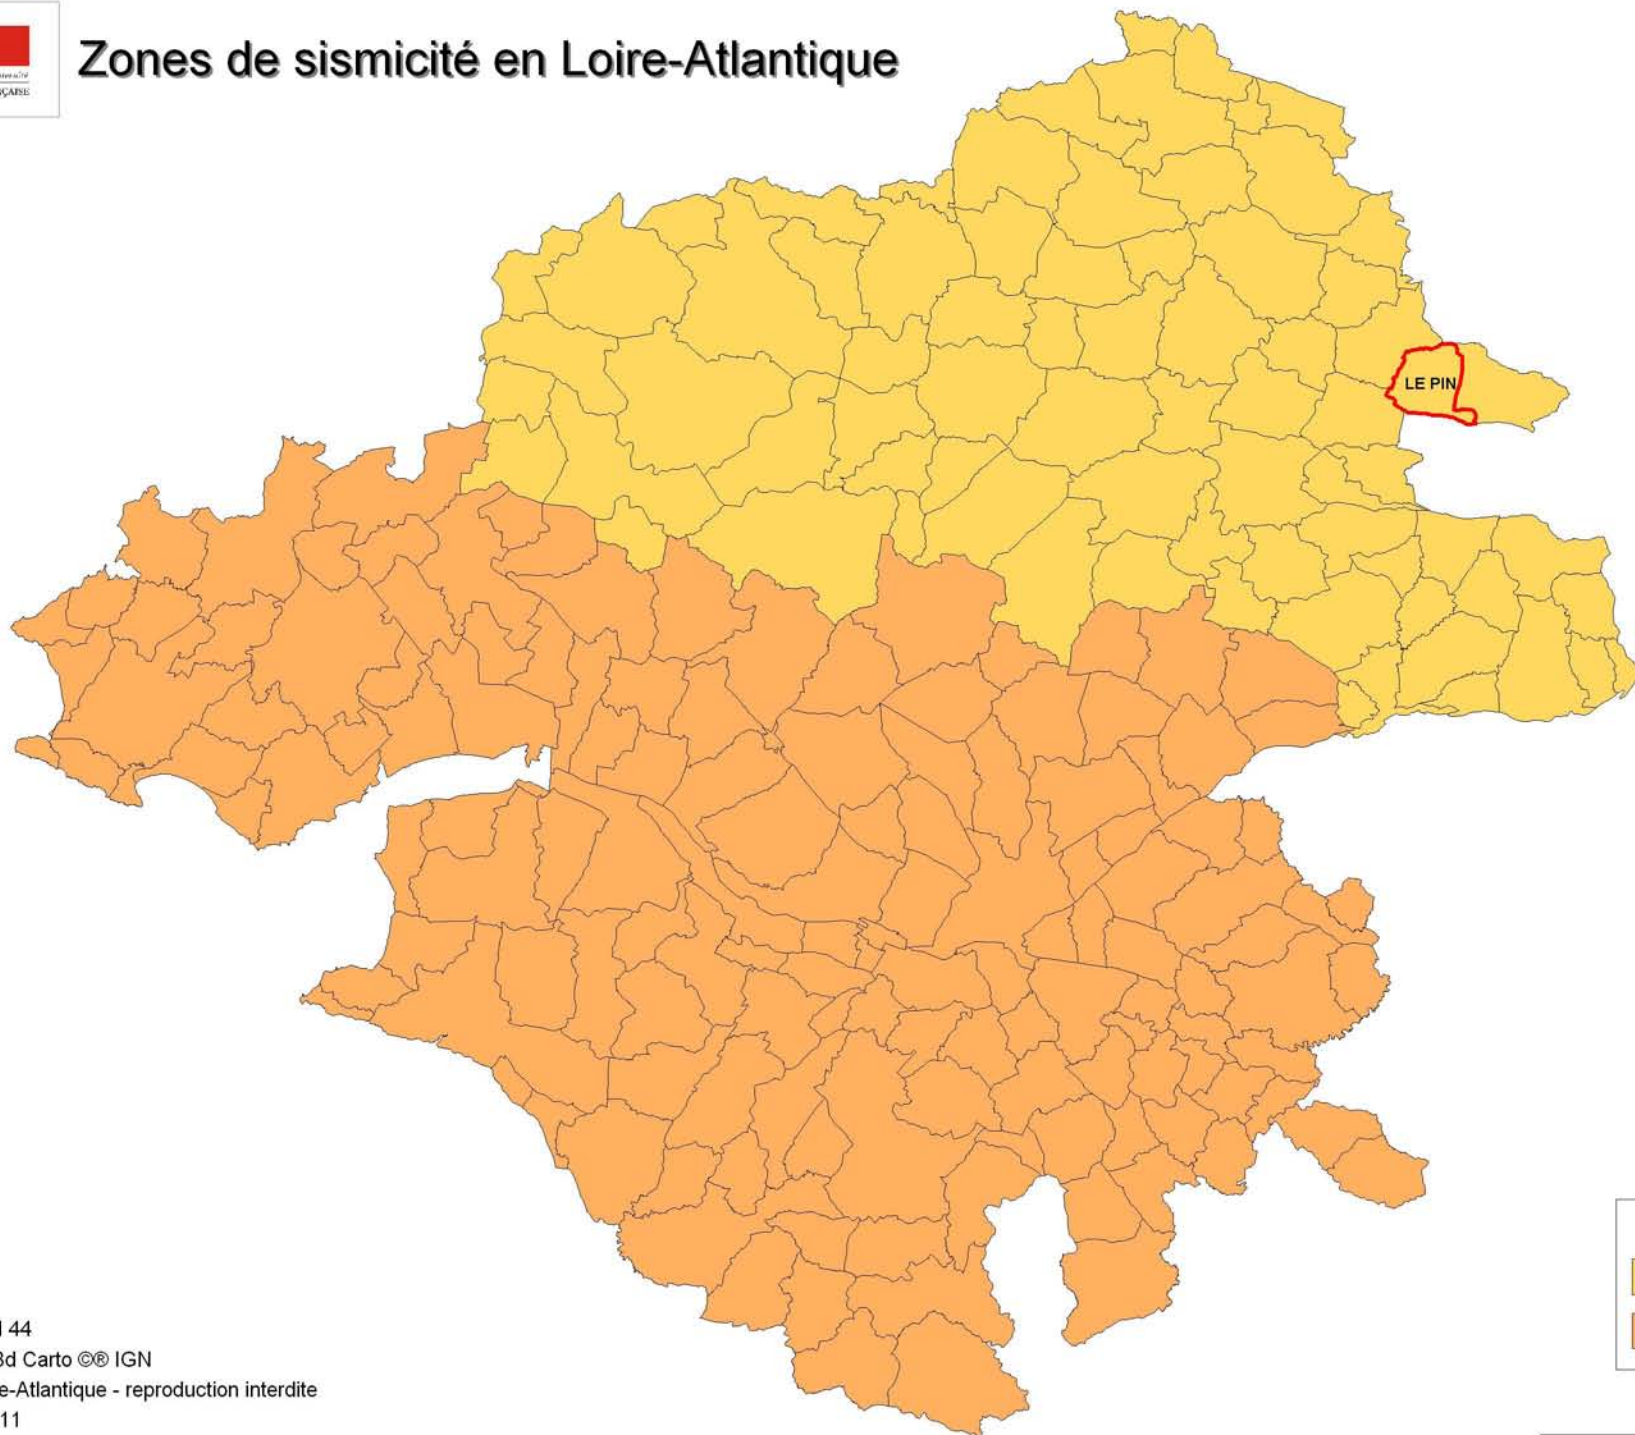 Zones de sismicité en Loire-Atlantique
LE PIN
44
3d Carto ©® IGN
e-Atlantique - reproduction interdite
11